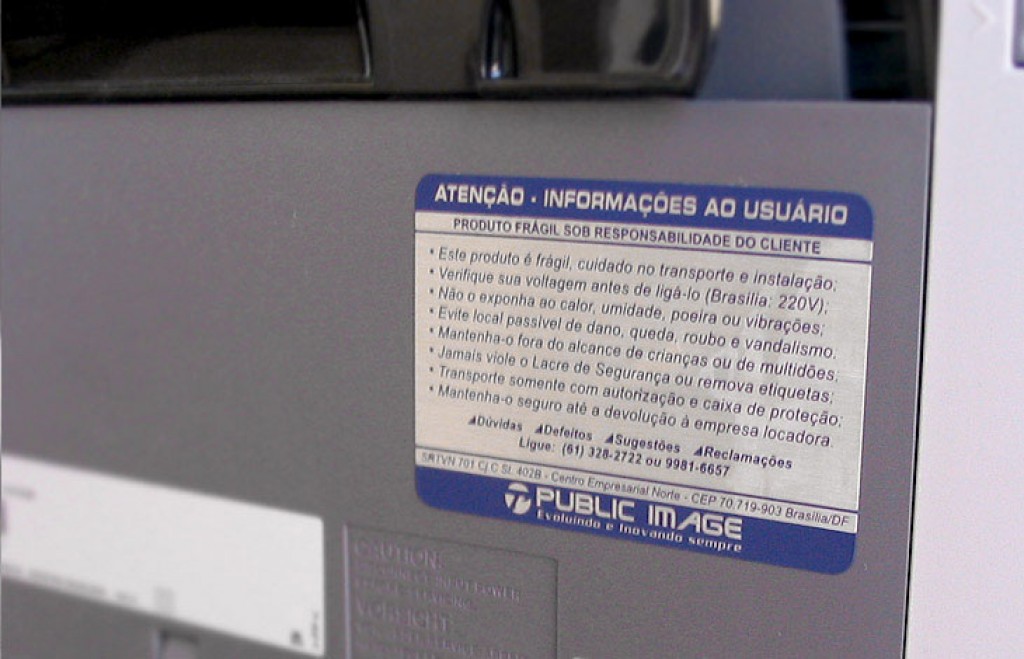 ATENÇÃO - INFORMAÇÕES AO USUÁRIO
PRODUTO FRÁGIL SOB RESPONSABILIDADE DO CLIENTE
• Este produto é frágil, cuidado no transporte e instalação;
• Verifique sua voltagem antes de ligá-lo (Brasília: 220V);
• Não o exponha ao calor, umidade, poeira ou vibrações;
• Evite local passível de dano, queda, roubo e vandalismo;
• Mantenha-o fora do alcance de crianças ou de multidões;
• Jamais viole o Lacre de Segurança ou remova etiquetas;
• Transporte somente com autorização e caixa de proteção;
• Mantenha-o seguro até a devolução à empresa locadora.
Dúvidas Defeitos Sugestões Reclamações
Ligue: (61) 328-2722 ou 9981-6657
SRTVN 701 Cj C SL 402B - Centro Empresarial Norte - CEP 70.719-903 Brasília/DF
PUBLIC IMAGE
Evoluindo e Inovando sempre
CAUTION:
VORSICHT: